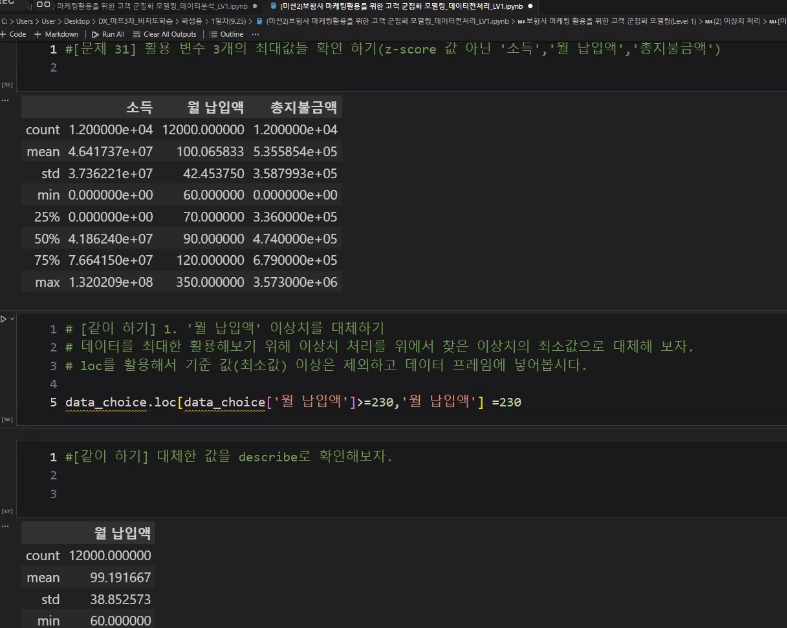 (미션2)보험사 마케팅활용을 위한 고객 군집화 모델링_데이터분석_LV1.ipynb
(미션2)보험사 마케팅활용을 위한 고객 군집화 모델링_데이터전처리_LV1.ipynb
C: > Users > User > Desktop > DX_미프3차_비지도학습 > 학생용 > 1일차(9.25) > (미션2)보험사 마케팅활용을 위한 고객 군집화 모델링_데이터전처리_LV1.ipynb > M↓보험사 마케팅 활용을 위한 고객 군집화 모델링(Level 1) > M↓(2) 이상치 처리
+ Code + Markdown Run All Clear All Outputs Outline ...
1 #[문제 31] 활용 변수 3개의 최대값들 확인 하기(z-score 값 아닌 '소득','월 납입액','총지불금액')
2
소득 월 납입액 총지불금액
count 1.200000e+04 12000.000000 1.200000e+04
mean 4.641737e+07 100.065833 5.355854e+05
std 3.736221e+07 42.453750 3.587993e+05
min 0.000000e+00 60.000000 0.000000e+00
25% 0.000000e+00 70.000000 3.360000e+05
50% 4.186240e+07 90.000000 4.740000e+05
75% 7.664150e+07 120.000000 6.790000e+05
max 1.320209e+08 350.000000 3.573000e+06
1 # [같이 하기] 1. '월 납입액' 이상치를 대체하기
2 # 데이터를 최대한 활용해보기 위해 이상치 처리를 위에서 찾은 이상치의 최소값으로 대체해 보자.
3 # loc를 활용해서 기준 값(최소값) 이상은 제외하고 데이터 프레임에 넣어봅시다.
4
5 data_choice.loc[data_choice['월 납입액']>=230,'월 납입액'] =230
1 #[같이 하기] 대체한 값을 describe로 확인해보자.
2
3
월 납입액
count 12000.000000
mean 99.191667
std 38.852573
min 60.000000